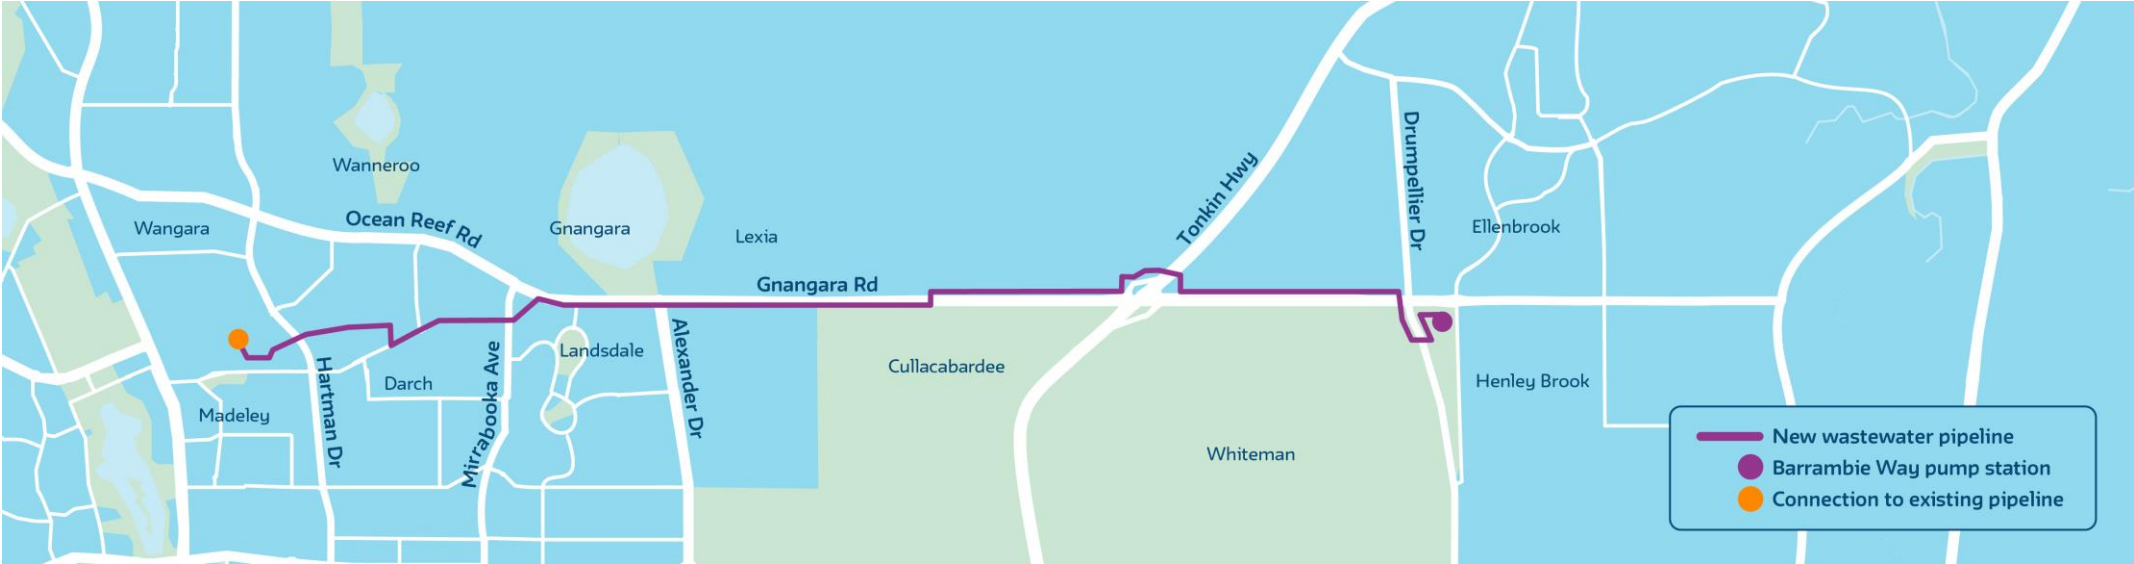 Wanneroo
Wangara
Ocean Reef Rd
Gnangara
Lexia
Gnangara Rd
Tonkin Hwy
Drumpellier Dr
Ellenbrook
Hartman Dr
Darch
Madeley
Mirrabooka Ave
Landsdale
Alexander Dr
Cullacabardee
Whiteman
Henley Brook
New wastewater pipeline
Barrambie Way pump station
Connection to existing pipeline